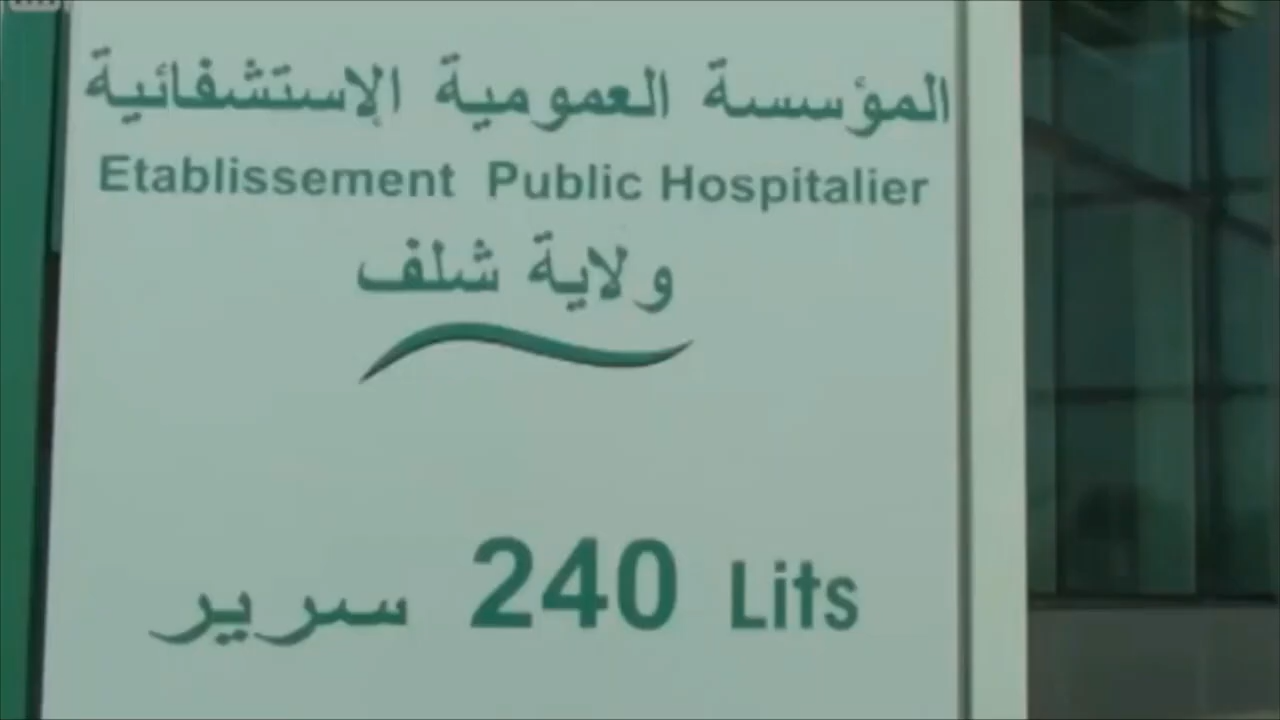 المؤسسة العمومية الإستشفائية
Etablissement Public Hospitalier
ولاية شلف
240 Lits سرير